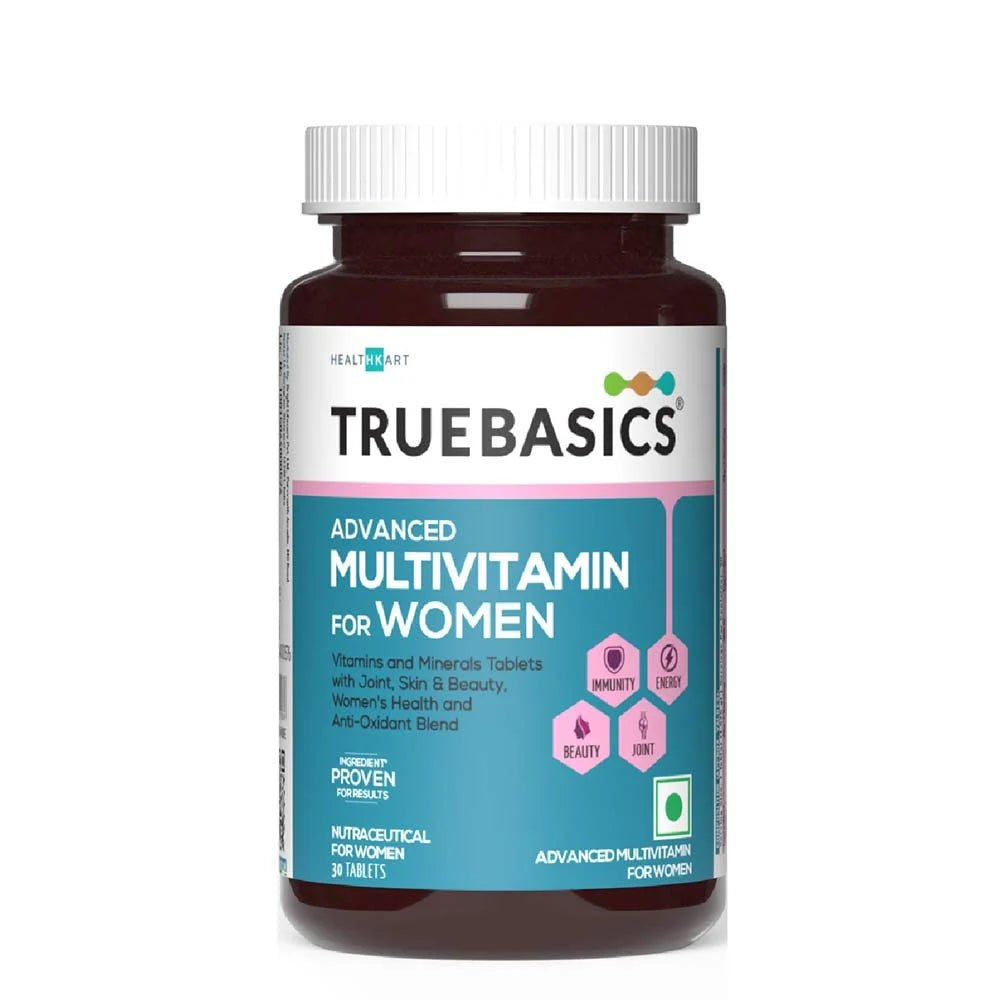 HEALTHKART
TRUEBASICS®
ADVANCED
MULTIVITAMIN
FOR WOMEN
Vitamins and Minerals Tablets
with Joint, Skin & Beauty,
Women's Health and
Anti-Oxidant Blend
IMMUNITY
ENERGY
BEAUTY
JOINT
INGREDIENT*
PROVEN
FOR RESULTS
NUTRACEUTICAL
FOR WOMEN
30 TABLETS
ADVANCED MULTIVITAMIN
FOR WOMEN